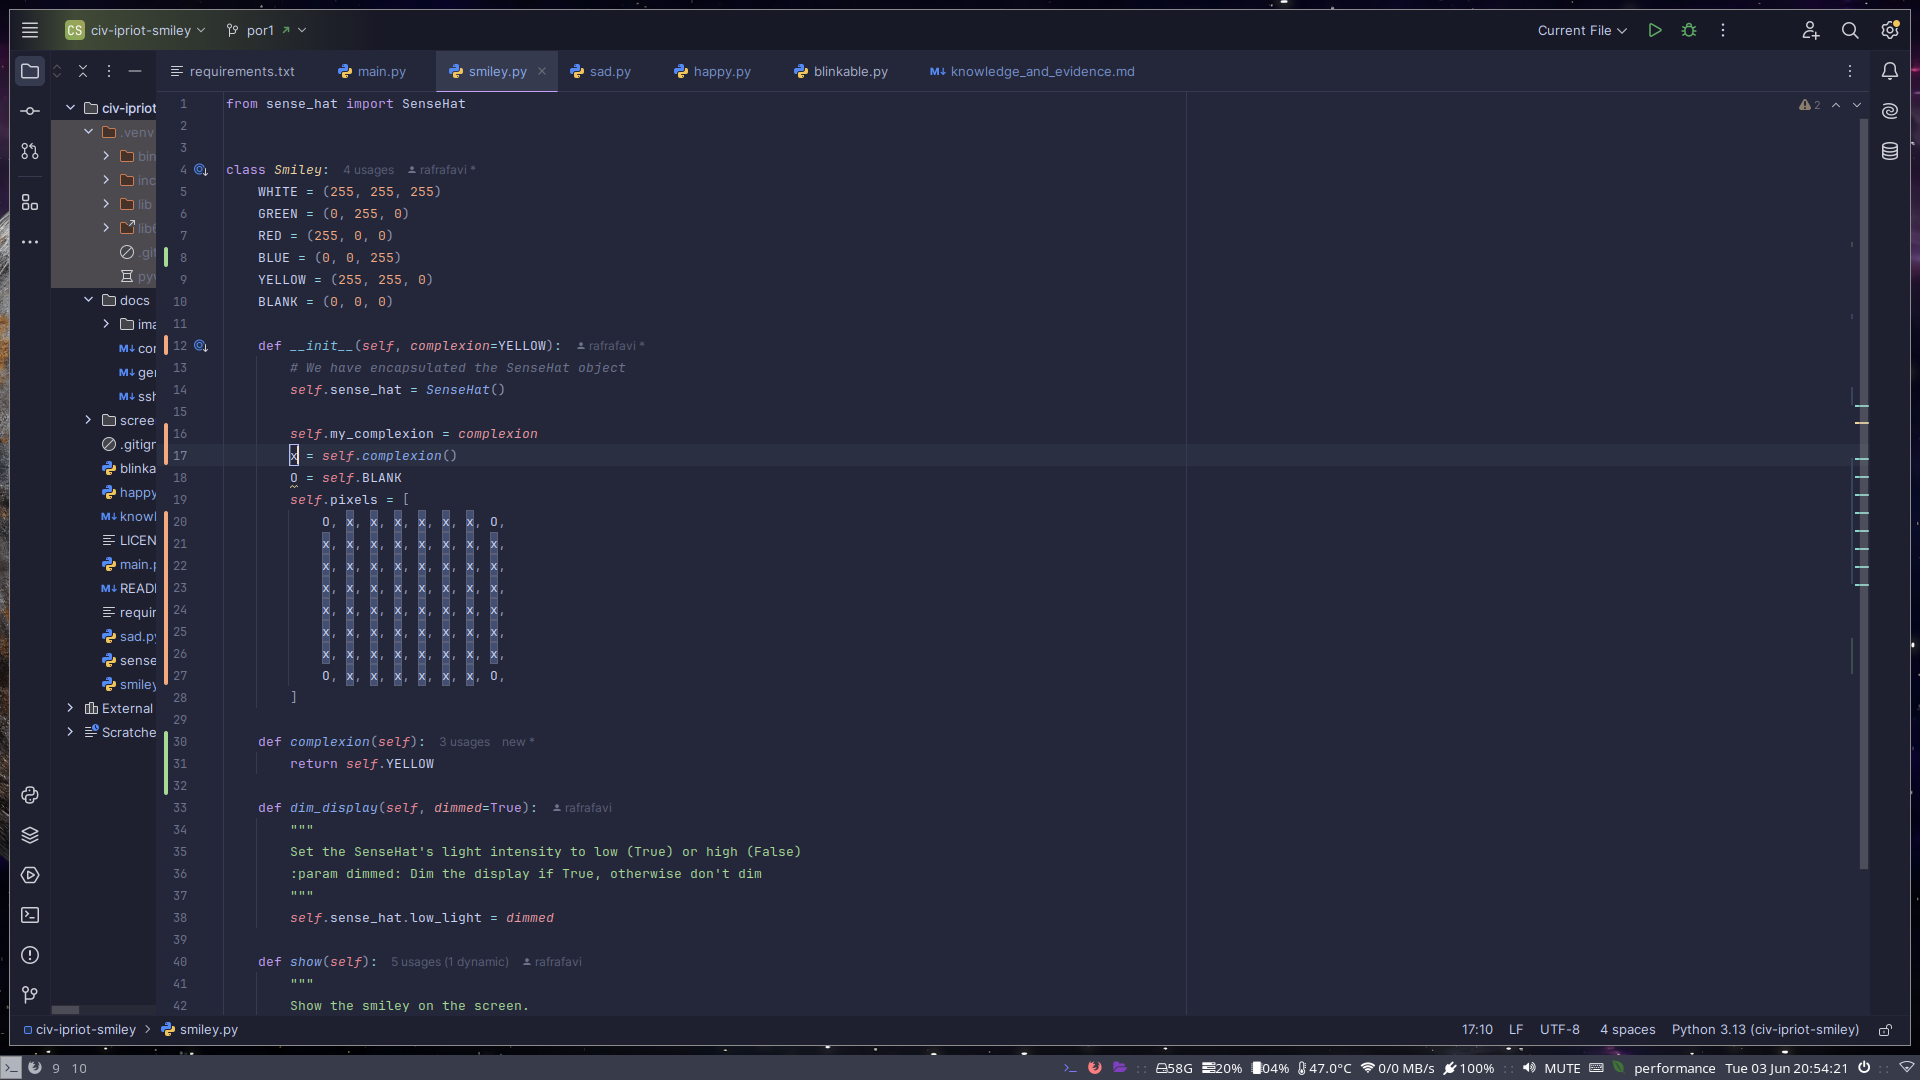 CS civ-ipriot-smiley por1 Current File
requirements.txt main.py smiley.py sad.py happy.py blinkable.py knowledge_and_evidence.md
civ-ipriot
.venv
bin
inc
lib
lib6
.git
pyv
docs
ima
cor
ger
ssh
scree
.gitigr
blinka
happy
knowl
LICEN
main.p
READI
requir
sad.py
sense
smiley
External
Scratche
2
1 from sense_hat import SenseHat
2
3
4 class Smiley: 4 usages rafrafavi *
5 WHITE = (255, 255, 255)
6 GREEN = (0, 255, 0)
7 RED = (255, 0, 0)
8 BLUE = (0, 0, 255)
9 YELLOW = (255, 255, 0)
10 BLANK = (0, 0, 0)
11
12 def __init__(self, complexion=YELLOW): rafrafavi *
13 # We have encapsulated the SenseHat object
14 self.sense_hat = SenseHat()
15
16 self.my_complexion = complexion
17 x = self.complexion()
18 O = self.BLANK
19 self.pixels = [
20 O, x, x, x, x, x, x, O,
21 x, x, x, x, x, x, x, x,
22 x, x, x, x, x, x, x, x,
23 x, x, x, x, x, x, x, x,
24 x, x, x, x, x, x, x, x,
25 x, x, x, x, x, x, x, x,
26 x, x, x, x, x, x, x, x,
27 O, x, x, x, x, x, x, O,
28 ]
29
30 def complexion(self): 3 usages new *
31 return self.YELLOW
32
33 def dim_display(self, dimmed=True): rafrafavi
34 """
35 Set the SenseHat's light intensity to low (True) or high (False)
36 :param dimmed: Dim the display if True, otherwise don't dim
37 """
38 self.sense_hat.low_light = dimmed
39
40 def show(self): 5 usages (1 dynamic) rafrafavi
41 """
42 Show the smiley on the screen.
civ-ipriot-smiley smiley.py 17:10 LF UTF-8 4 spaces Python 3.13 (civ-ipriot-smiley)
9 10 58G 20% 04% 47.0°C 0/0 MB/s 100% MUTE performance Tue 03 Jun 20:54:21